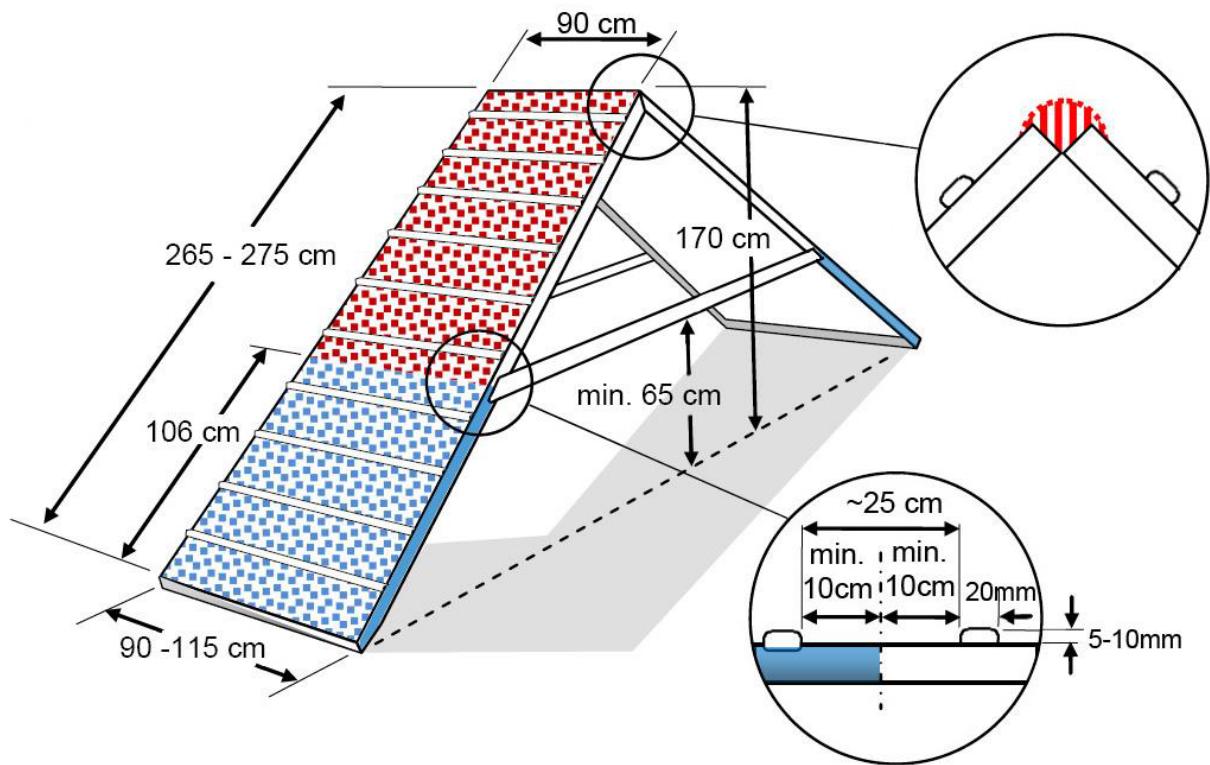 90 cm
265 - 275 cm
170 cm
min. 65 cm
106 cm
90 -115 cm
~25 cm
min. min.
10cm 10cm
20mm
5-10mm